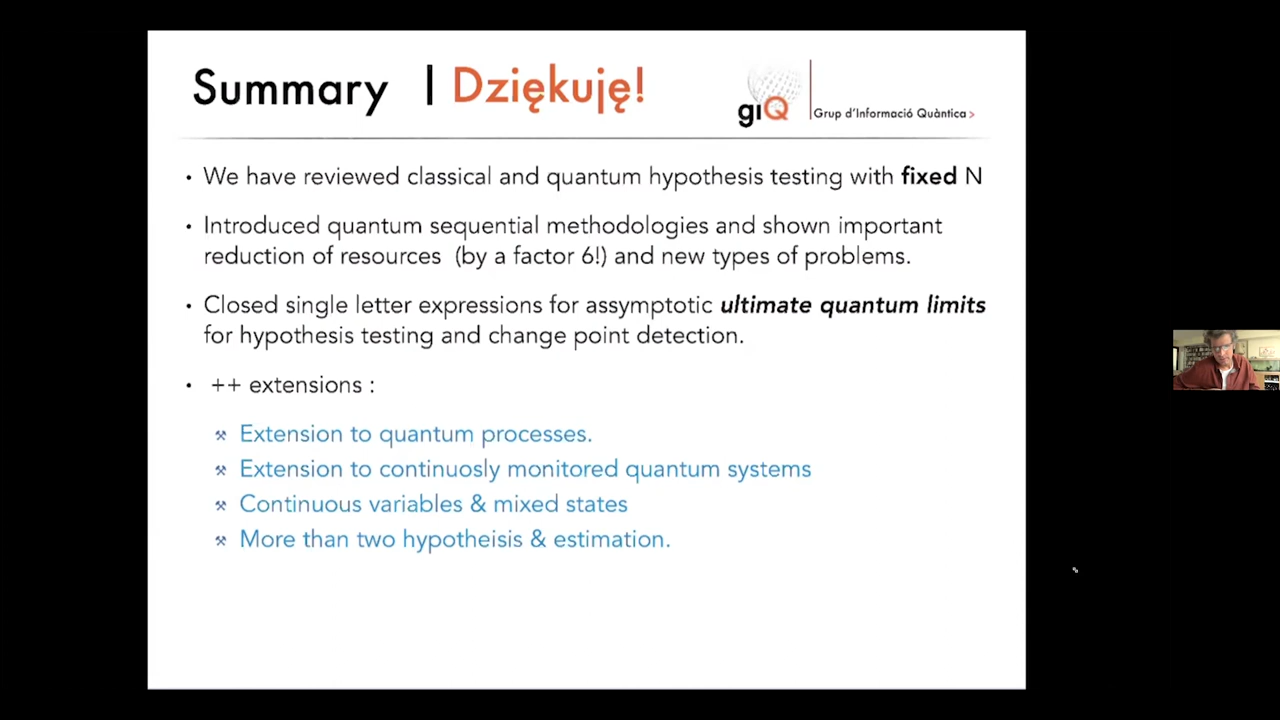 Summary | Dziękuję!
giQ
Grup d'Informació Quàntica >
• We have reviewed classical and quantum hypothesis testing with fixed N
• Introduced quantum sequential methodologies and shown important
reduction of resources (by a factor 6!) and new types of problems.
• Closed single letter expressions for assymptotic ultimate quantum limits
for hypothesis testing and change point detection.
• ++ extensions :
Extension to quantum processes.
Extension to continuosly monitored quantum systems
Continuous variables & mixed states
More than two hypotheisis & estimation.